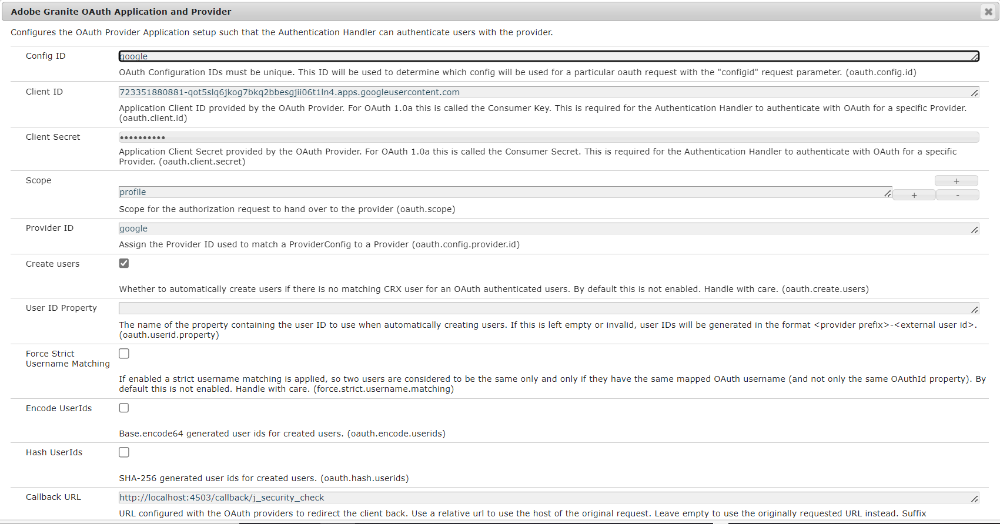 Adobe Granite OAuth Application and Provider
Configures the OAuth Provider Application setup such that the Authentication Handler can authenticate users with the provider.
Config ID
google
OAuth Configuration IDs must be unique. This ID will be used to determine which config will be used for a particular oauth request with the "configid" request parameter. (oauth.config.id)
Client ID
723351880881-qot5slq6jkog7bkq2bbesgjii06t1ln4.apps.googleusercontent.com
Application Client ID provided by the OAuth Provider. For OAuth 1.0a this is called the Consumer Key. This is required for the Authentication Handler to authenticate with OAuth for a specific Provider.
(oauth.client.id)
Client Secret
••••••••••
Application Client Secret provided by the OAuth Provider. For OAuth 1.0a this is called the Consumer Secret. This is required for the Authentication Handler to authenticate with OAuth for a specific
Provider. (oauth.client.secret)
Scope
+
profile
+ -
Scope for the authorization request to hand over to the provider (oauth.scope)
Provider ID
google
Assign the Provider ID used to match a ProviderConfig to a Provider (oauth.config.provider.id)
Create users
Whether to automatically create users if there is no matching CRX user for an OAuth authenticated users. By default this is not enabled. Handle with care. (oauth.create.users)
User ID Property
The name of the property containing the user ID to use when automatically creating users. If this is left empty or invalid, user IDs will be generated in the format <provider prefix>-<external user id>.
(oauth.userid.property)
Force Strict
Username Matching
If enabled a strict username matching is applied, so two users are considered to be the same only and only if they have the same mapped OAuth username (and not only the same OAuthId property). By
default this is not enabled. Handle with care. (force.strict.username.matching)
Encode UserIds
Base.encode64 generated user ids for created users. (oauth.encode.userids)
Hash UserIds
SHA-256 generated user ids for created users. (oauth.hash.userids)
Callback URL
http://localhost:4503/callback/j_security_check
URL configured with the OAuth providers to redirect the client back. Use a relative url to use the host of the original request. Leave empty to use the originally requested URL instead. Suffix